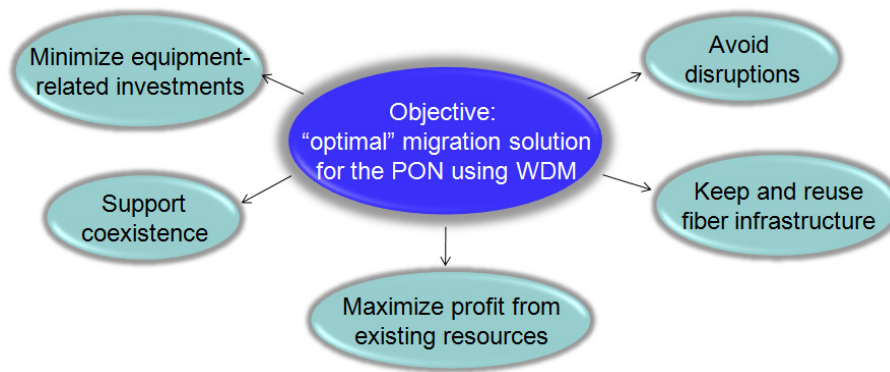 Minimize equipment-
related investments
Avoid
disruptions
Objective:
“optimal” migration solution
for the PON using WDM
Support
coexistence
Keep and reuse
fiber infrastructure
Maximize profit from
existing resources